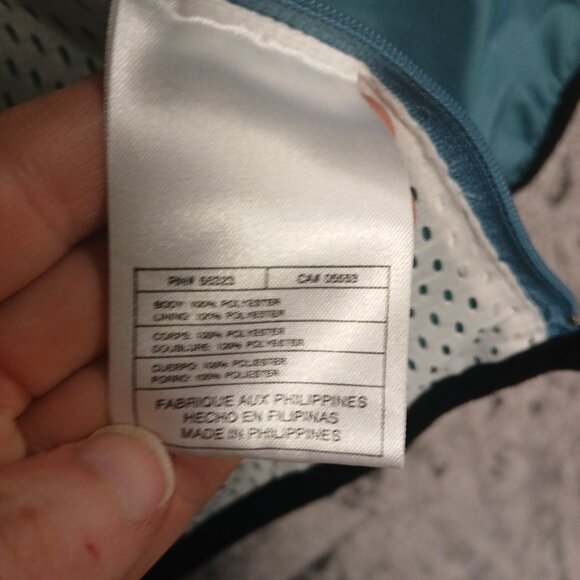 RN# 56323 CA# 05553
BODY: 100% POLYESTER
LINING: 100% POLYESTER
CORPS: 100% POLYESTER
DOUBLURE: 100% POLYESTER
CUERPO: 100% POLIESTER
FORRO: 100% POLIESTER
FABRIQUE AUX PHILIPPINES
HECHO EN FILIPINAS
MADE IN PHILIPPINES